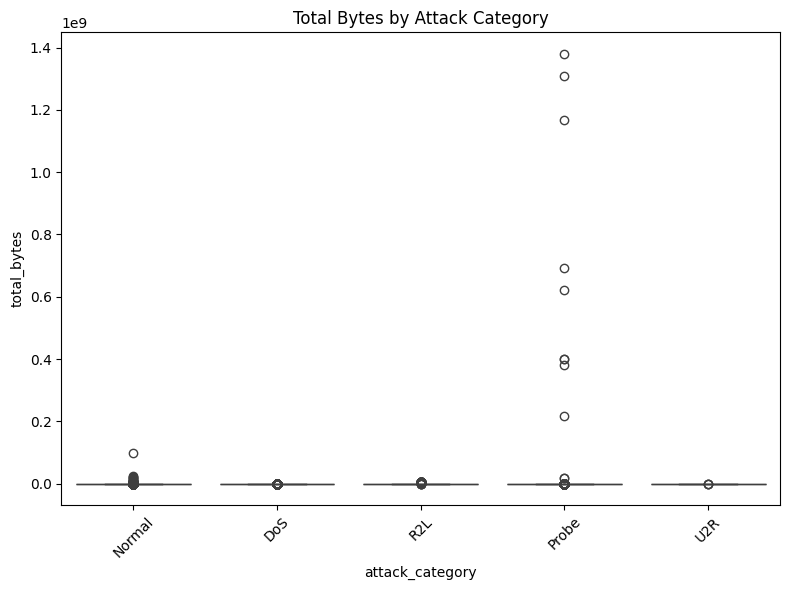 Total Bytes by Attack Category
1e9
1.4
1.2
1.0
0.8
0.6
0.4
0.2
0.0
total_bytes
Normal
DoS
R2L
Probe
U2R
attack_category